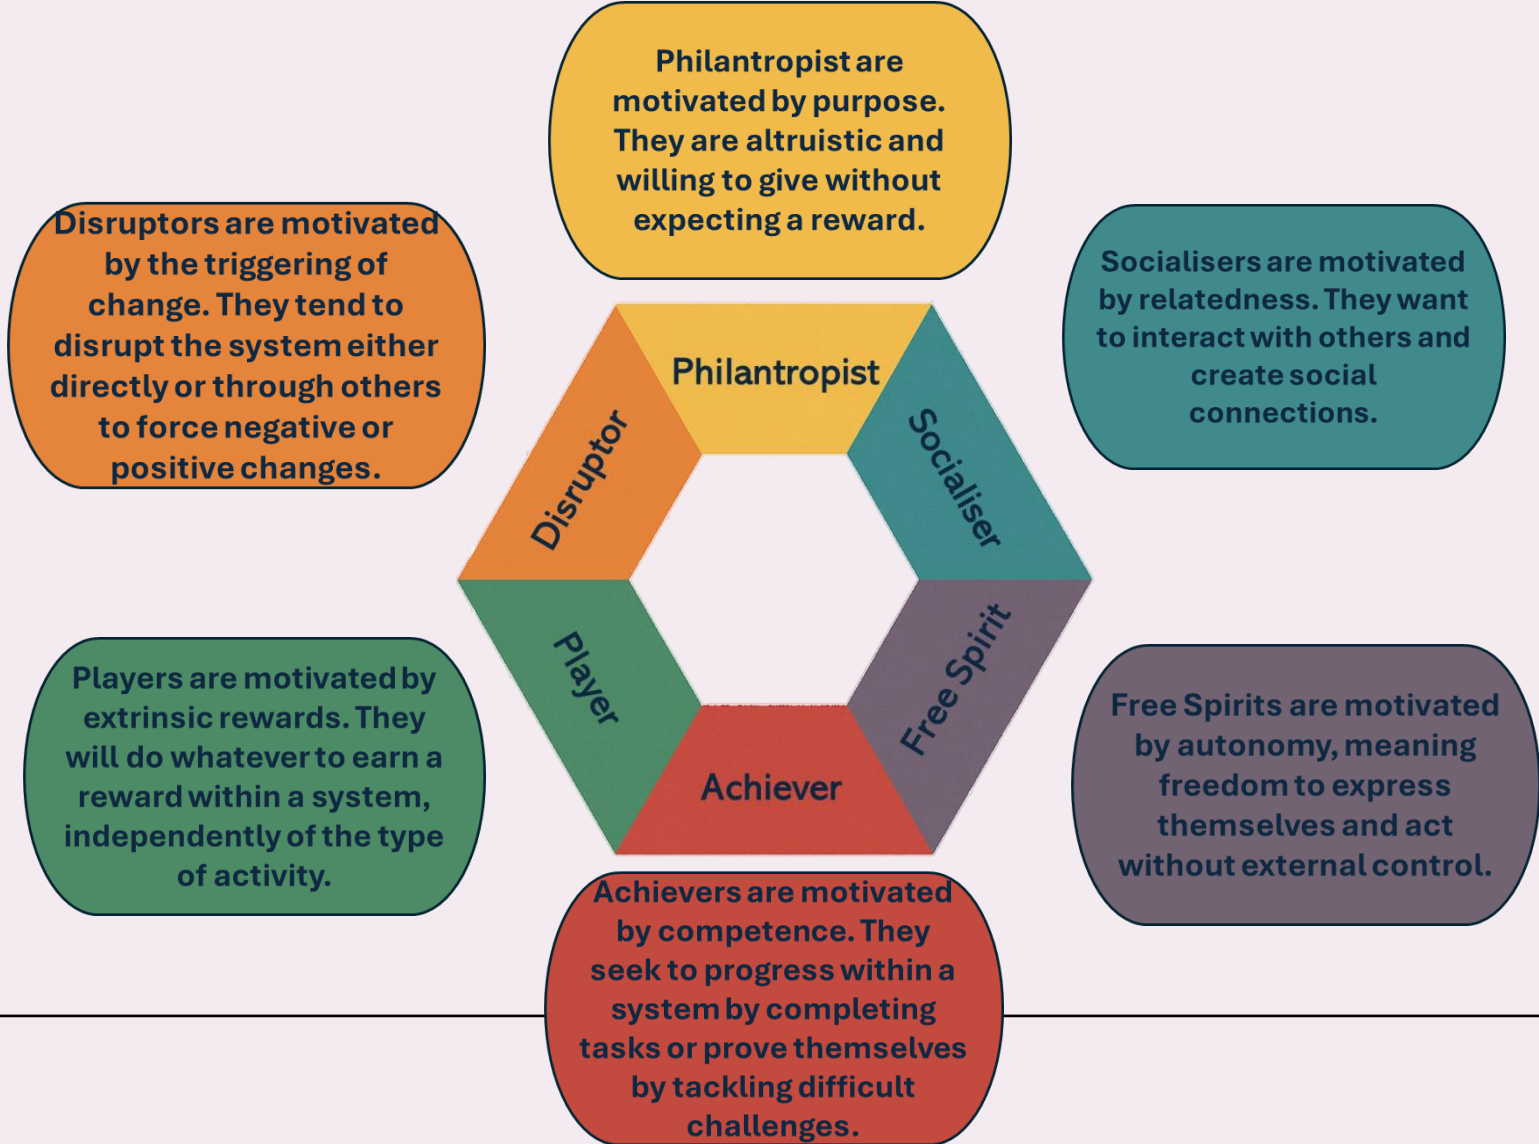 Philantropist are
motivated by purpose.
They are altruistic and
willing to give without
expecting a reward.
Disruptors are motivated
by the triggering of
change. They tend to
disrupt the system either
directly or through others
to force negative or
positive changes.
Socialisers are motivated
by relatedness. They want
to interact with others and
create social
connections.
Philantropist
Disruptor
Socialiser
Player
Free Spirit
Achiever
Players are motivated by
extrinsic rewards. They
will do whatever to earn a
reward within a system,
independently of the type
of activity.
Free Spirits are motivated
by autonomy, meaning
freedom to express
themselves and act
without external control.
Achievers are motivated
by competence. They
seek to progress within a
system by completing
tasks or prove themselves
by tackling difficult
challenges.